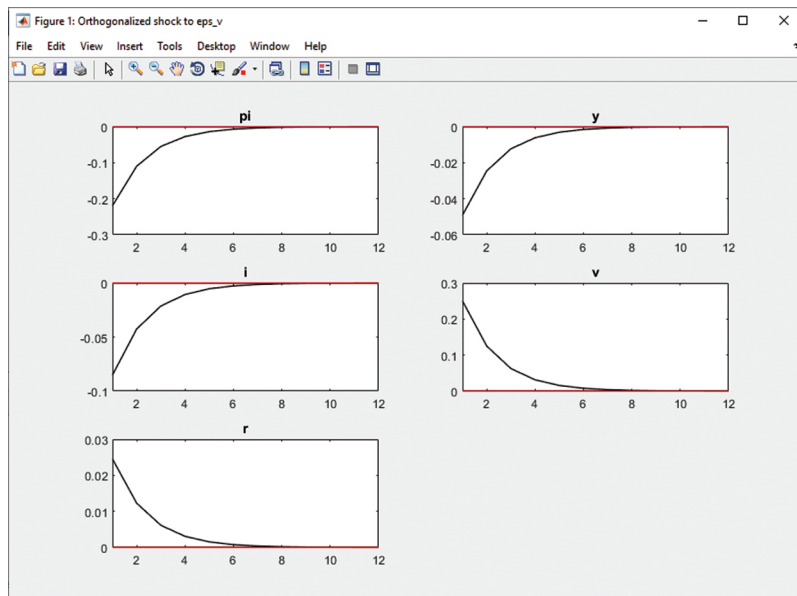 Figure 1: Orthogonalized shock to eps_v
File Edit View Insert Tools Desktop Window Help
pi
0
-0.1
-0.2
-0.3
2 4 6 8 10 12
y
0
-0.02
-0.04
-0.06
2 4 6 8 10 12
i
0
-0.05
-0.1
2 4 6 8 10 12
v
0.3
0.2
0.1
0
2 4 6 8 10 12
r
0.03
0.02
0.01
0
2 4 6 8 10 12